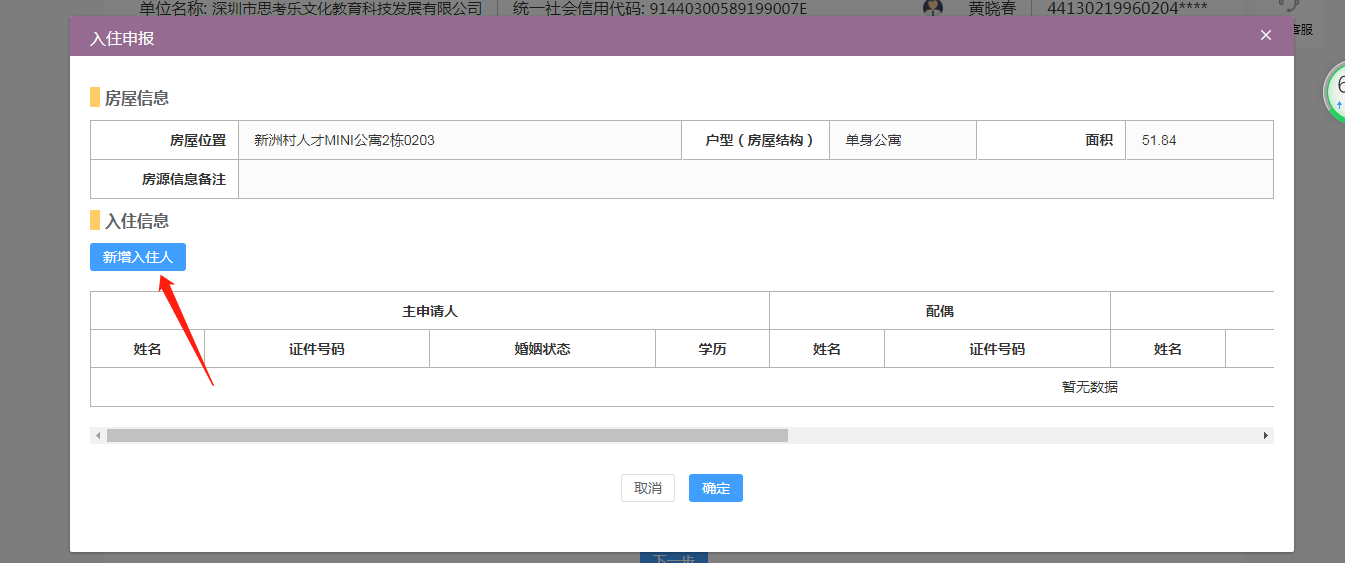 单位名称: 深圳市思考乐文化教育科技发展有限公司 统一社会信用代码: 91440300589199007E 黄晓春 44130219960204****
入住申报
客服
房屋信息
房屋位置 新洲村人才MINI公寓2栋0203 户型（房屋结构） 单身公寓 面积 51.84
房源信息备注
入住信息
新增入住人
主申请人 配偶
姓名 证件号码 婚姻状态 学历 姓名 证件号码 姓名
暂无数据
取消 确定
下一步